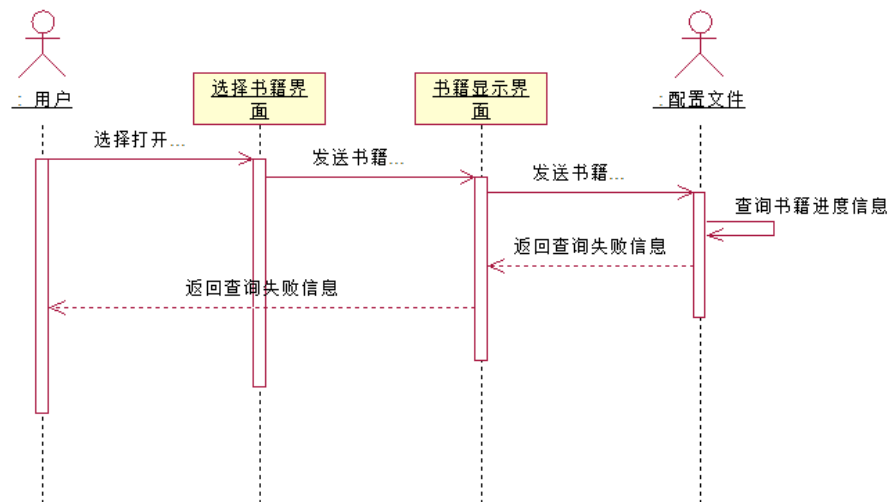 : 用户
选择书籍界
面
书籍显示界
面
:配置文件
选择打开...
发送书籍...
发送书籍...
查询书籍进度信息
返回查询失败信息
返回查询失败信息